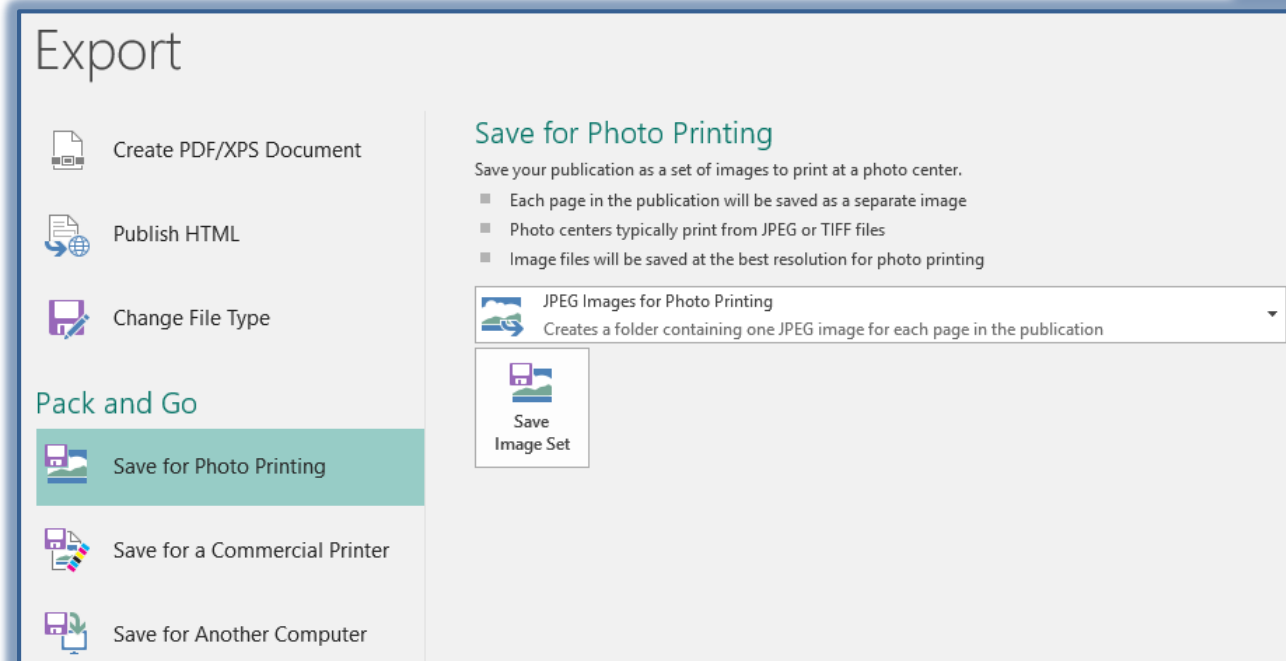 Export
Create PDF/XPS Document
Publish HTML
Change File Type
Pack and Go
Save for Photo Printing
Save for a Commercial Printer
Save for Another Computer
Save for Photo Printing
Save your publication as a set of images to print at a photo center.
Each page in the publication will be saved as a separate image
Photo centers typically print from JPEG or TIFF files
Image files will be saved at the best resolution for photo printing
JPEG Images for Photo Printing
Creates a folder containing one JPEG image for each page in the publication
Save
Image Set